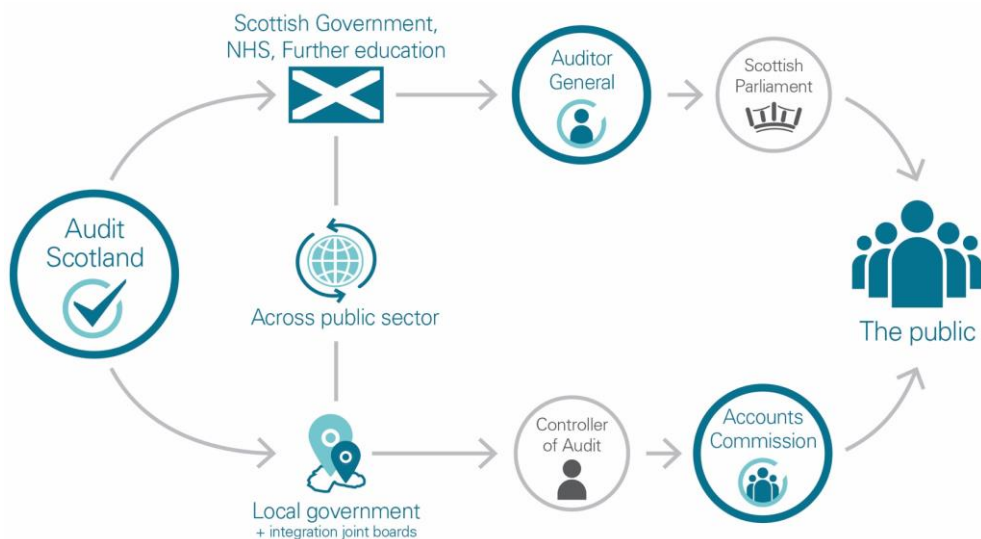 Scottish Government,
NHS, Further education
Auditor
General
Scottish
Parliament
Audit
Scotland
Across public sector
The public
Controller
of Audit
Accounts
Commission
Local government
+ integration joint boards